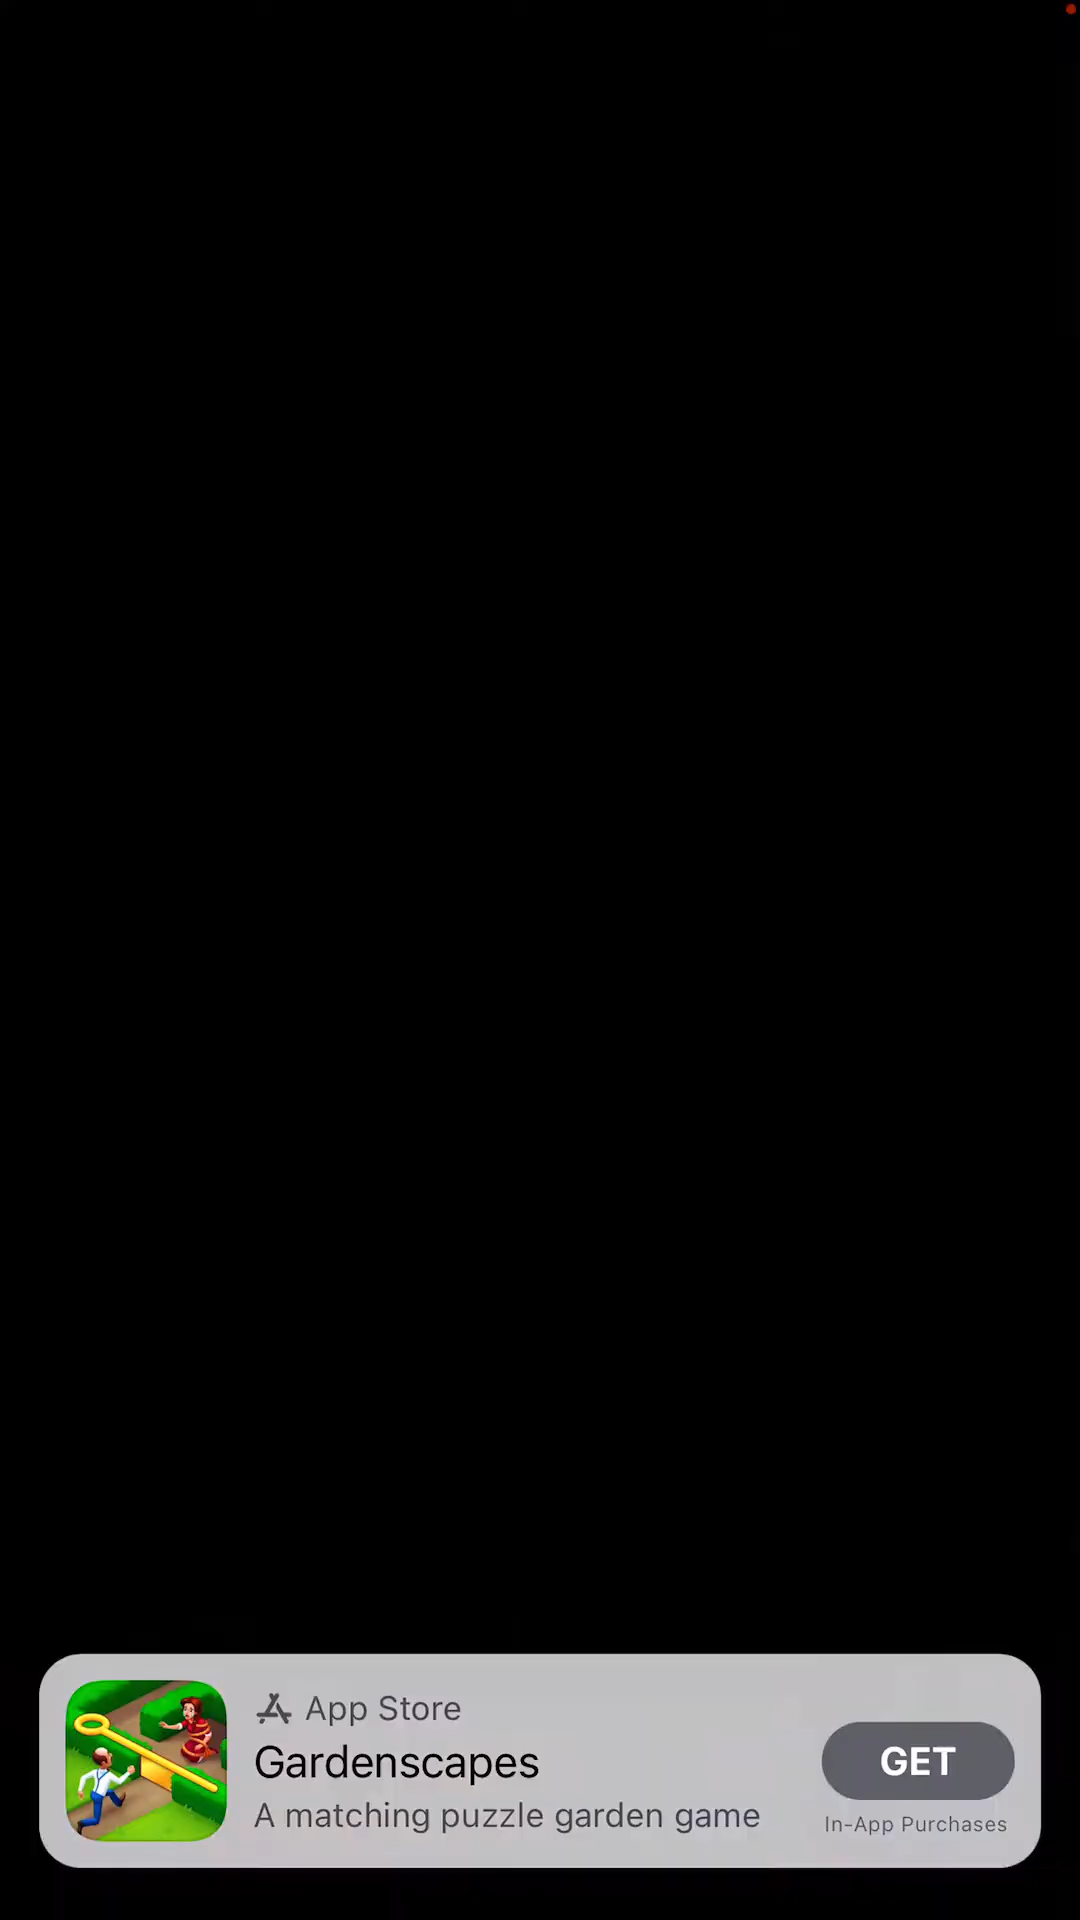 App Store
Gardenscapes
A matching puzzle garden game
GET
In-App Purchases